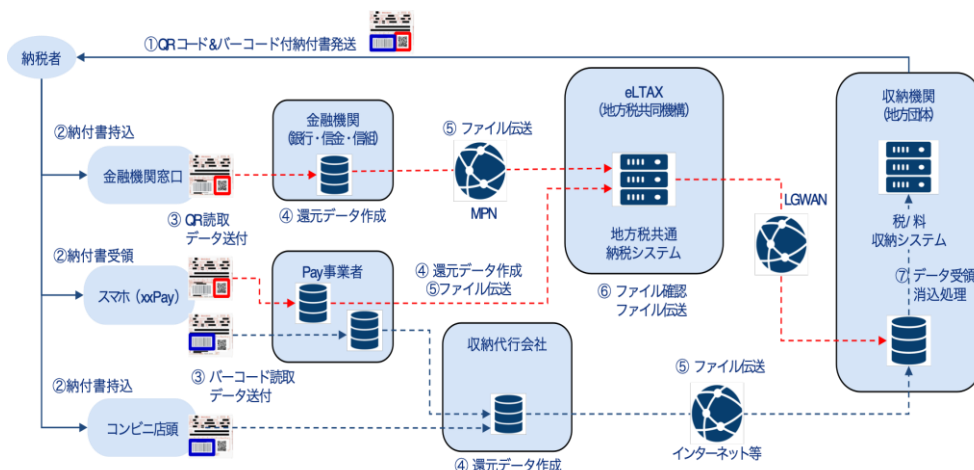 ①QRコード&バーコード付納付書発送
納税者
eLTAX
(地方税共同機構)
収納機関
(地方団体)
金融機関
(銀行・信金・信組)
⑤ ファイル伝送
②納付書持込
金融機関窓口
MPN
LGWAN
④ 還元データ作成
③ QR読取
データ送付
税/料
収納システム
地方税共通
納税システム
②納付書受領
Pay事業者
④ 還元データ作成
⑤ファイル伝送
⑦データ受領
消込処理
スマホ（xxPay）
⑥ ファイル確認
ファイル伝送
収納代行会社
③ バーコード読取
データ送付
⑤ ファイル伝送
②納付書持込
コンビニ店頭
インターネット等
④ 還元データ作成